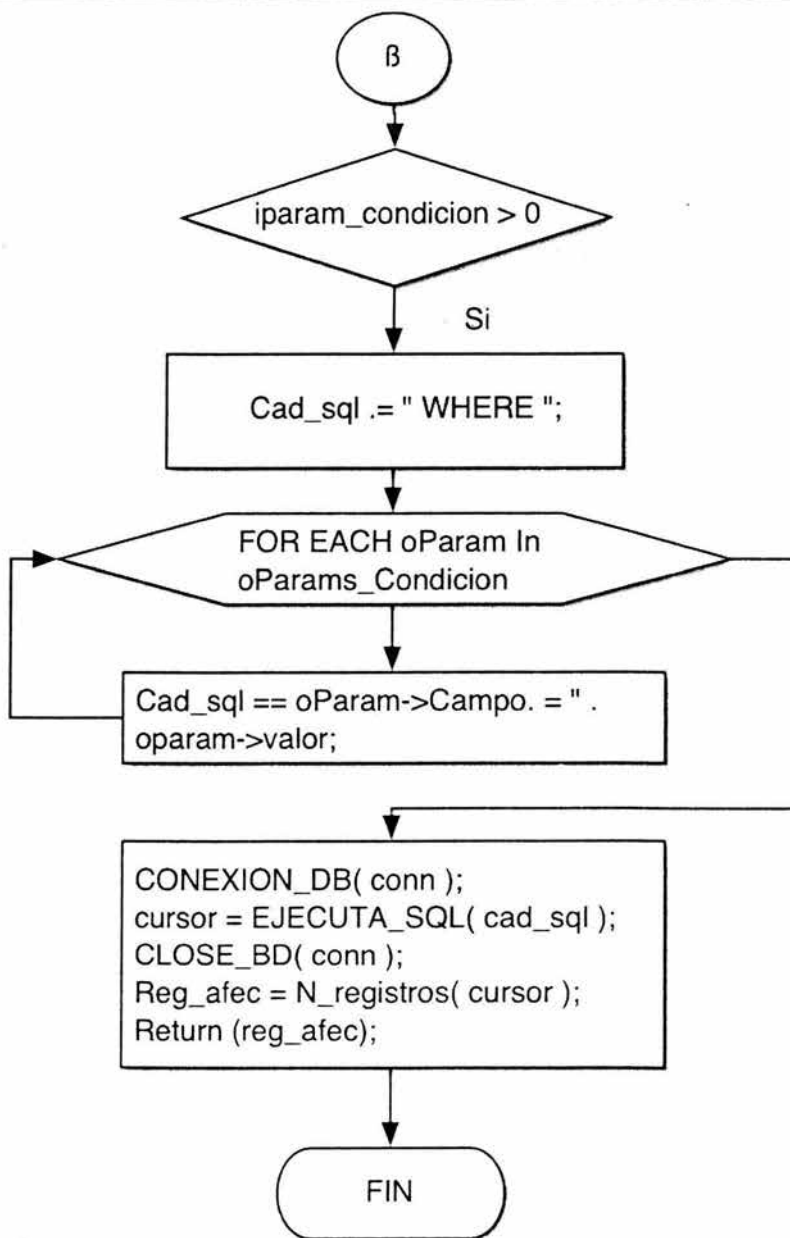 ß
iparam_condicion > 0
Si
Cad_sql .= " WHERE ";
FOR EACH oParam In
oParams_Condicion
Cad_sql == oParam->Campo. = " .
oparam->valor;
CONEXION_DB( conn );
cursor = EJECUTA_SQL( cad_sql );
CLOSE_BD( conn );
Reg_afec = N_registros( cursor );
Return (reg_afec);
FIN